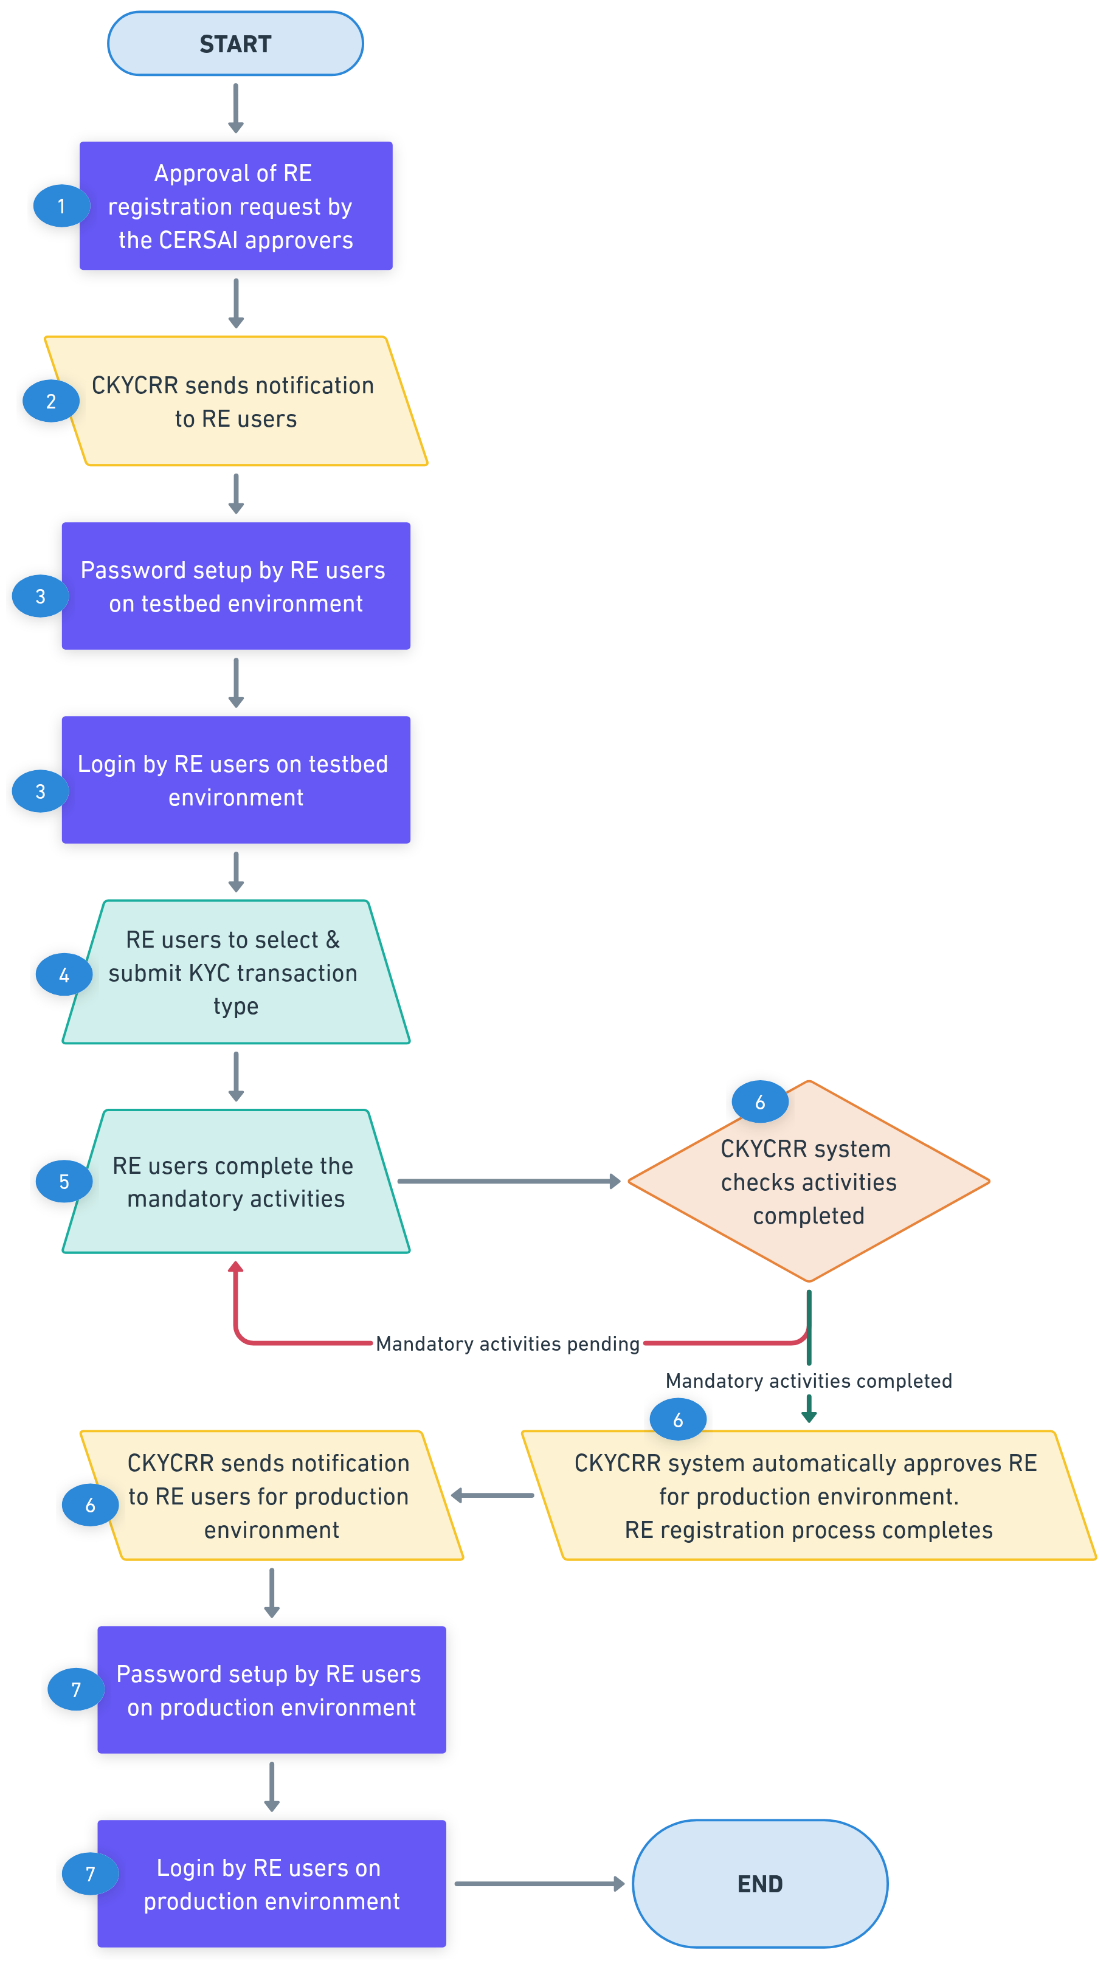 START
1
Approval of RE
registration request by
the CERSAI approvers
2
CKYCRR sends notification
to RE users
3
Password setup by RE users
on testbed environment
3
Login by RE users on testbed
environment
4
RE users to select &
submit KYC transaction
type
5
RE users complete the
mandatory activities
6
CKYCRR system
checks activities
completed
Mandatory activities pending
Mandatory activities completed
6
CKYCRR system automatically approves RE
for production environment.
RE registration process completes
6
CKYCRR sends notification
to RE users for production
environment
7
Password setup by RE users
on production environment
7
Login by RE users on
production environment
END